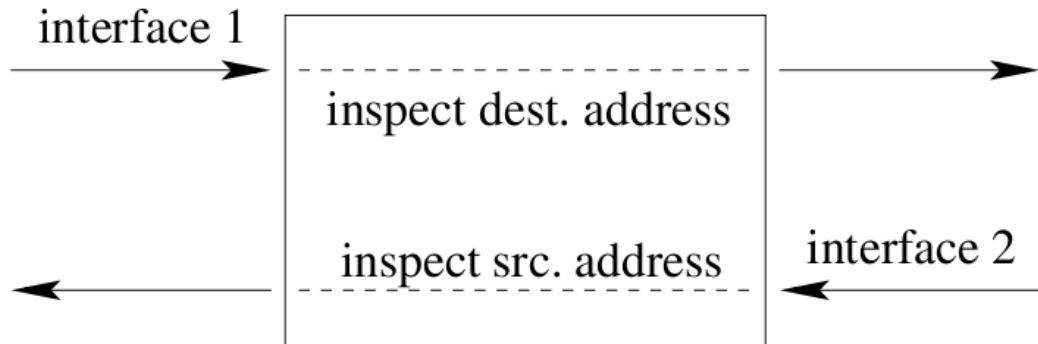 interface 1
inspect dest. address
inspect src. address
interface 2